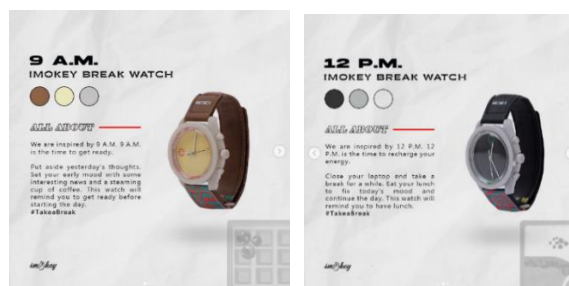 9 A.M.
IMOKEY BREAK WATCH
ALL ABOUT
We are inspired by 9 A.M. 9 A.M.
is the time to get ready.
Put aside yesterday's thoughts.
Set your early mood with some
interesting news and a steaming
cup of coffee. This watch will
remind you to get ready before
starting the day.
#TakeaBreak
imokey
12 P.M.
IMOKEY BREAK WATCH
ALL ABOUT
We are inspired by 12 P.M. 12
P.M. is the time to recharge your
energy.
Close your laptop and take a
break for a while. Eat your lunch
to fix today's mood and
continue the day. This watch will
remind you to have lunch.
#TakeaBreak
imokey